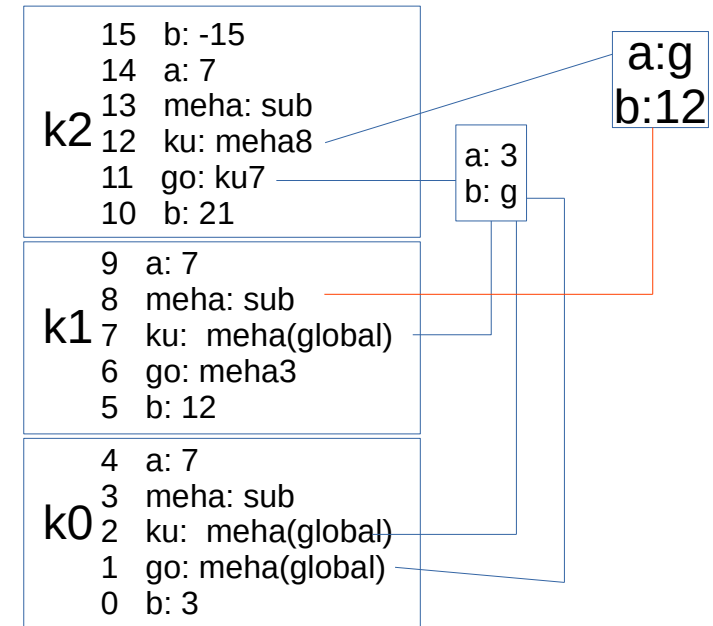 k2
15 b: -15
14 a: 7
13 meha: sub
12 ku: meha8
11 go: ku7
10 b: 21
a:g
b:12
a: 3
b: g
k1
9 a: 7
8 meha: sub
7 ku: meha(global)
6 go: meha3
5 b: 12
k0
4 a: 7
3 meha: sub
2 ku: meha(global)
1 go: meha(global)
0 b: 3